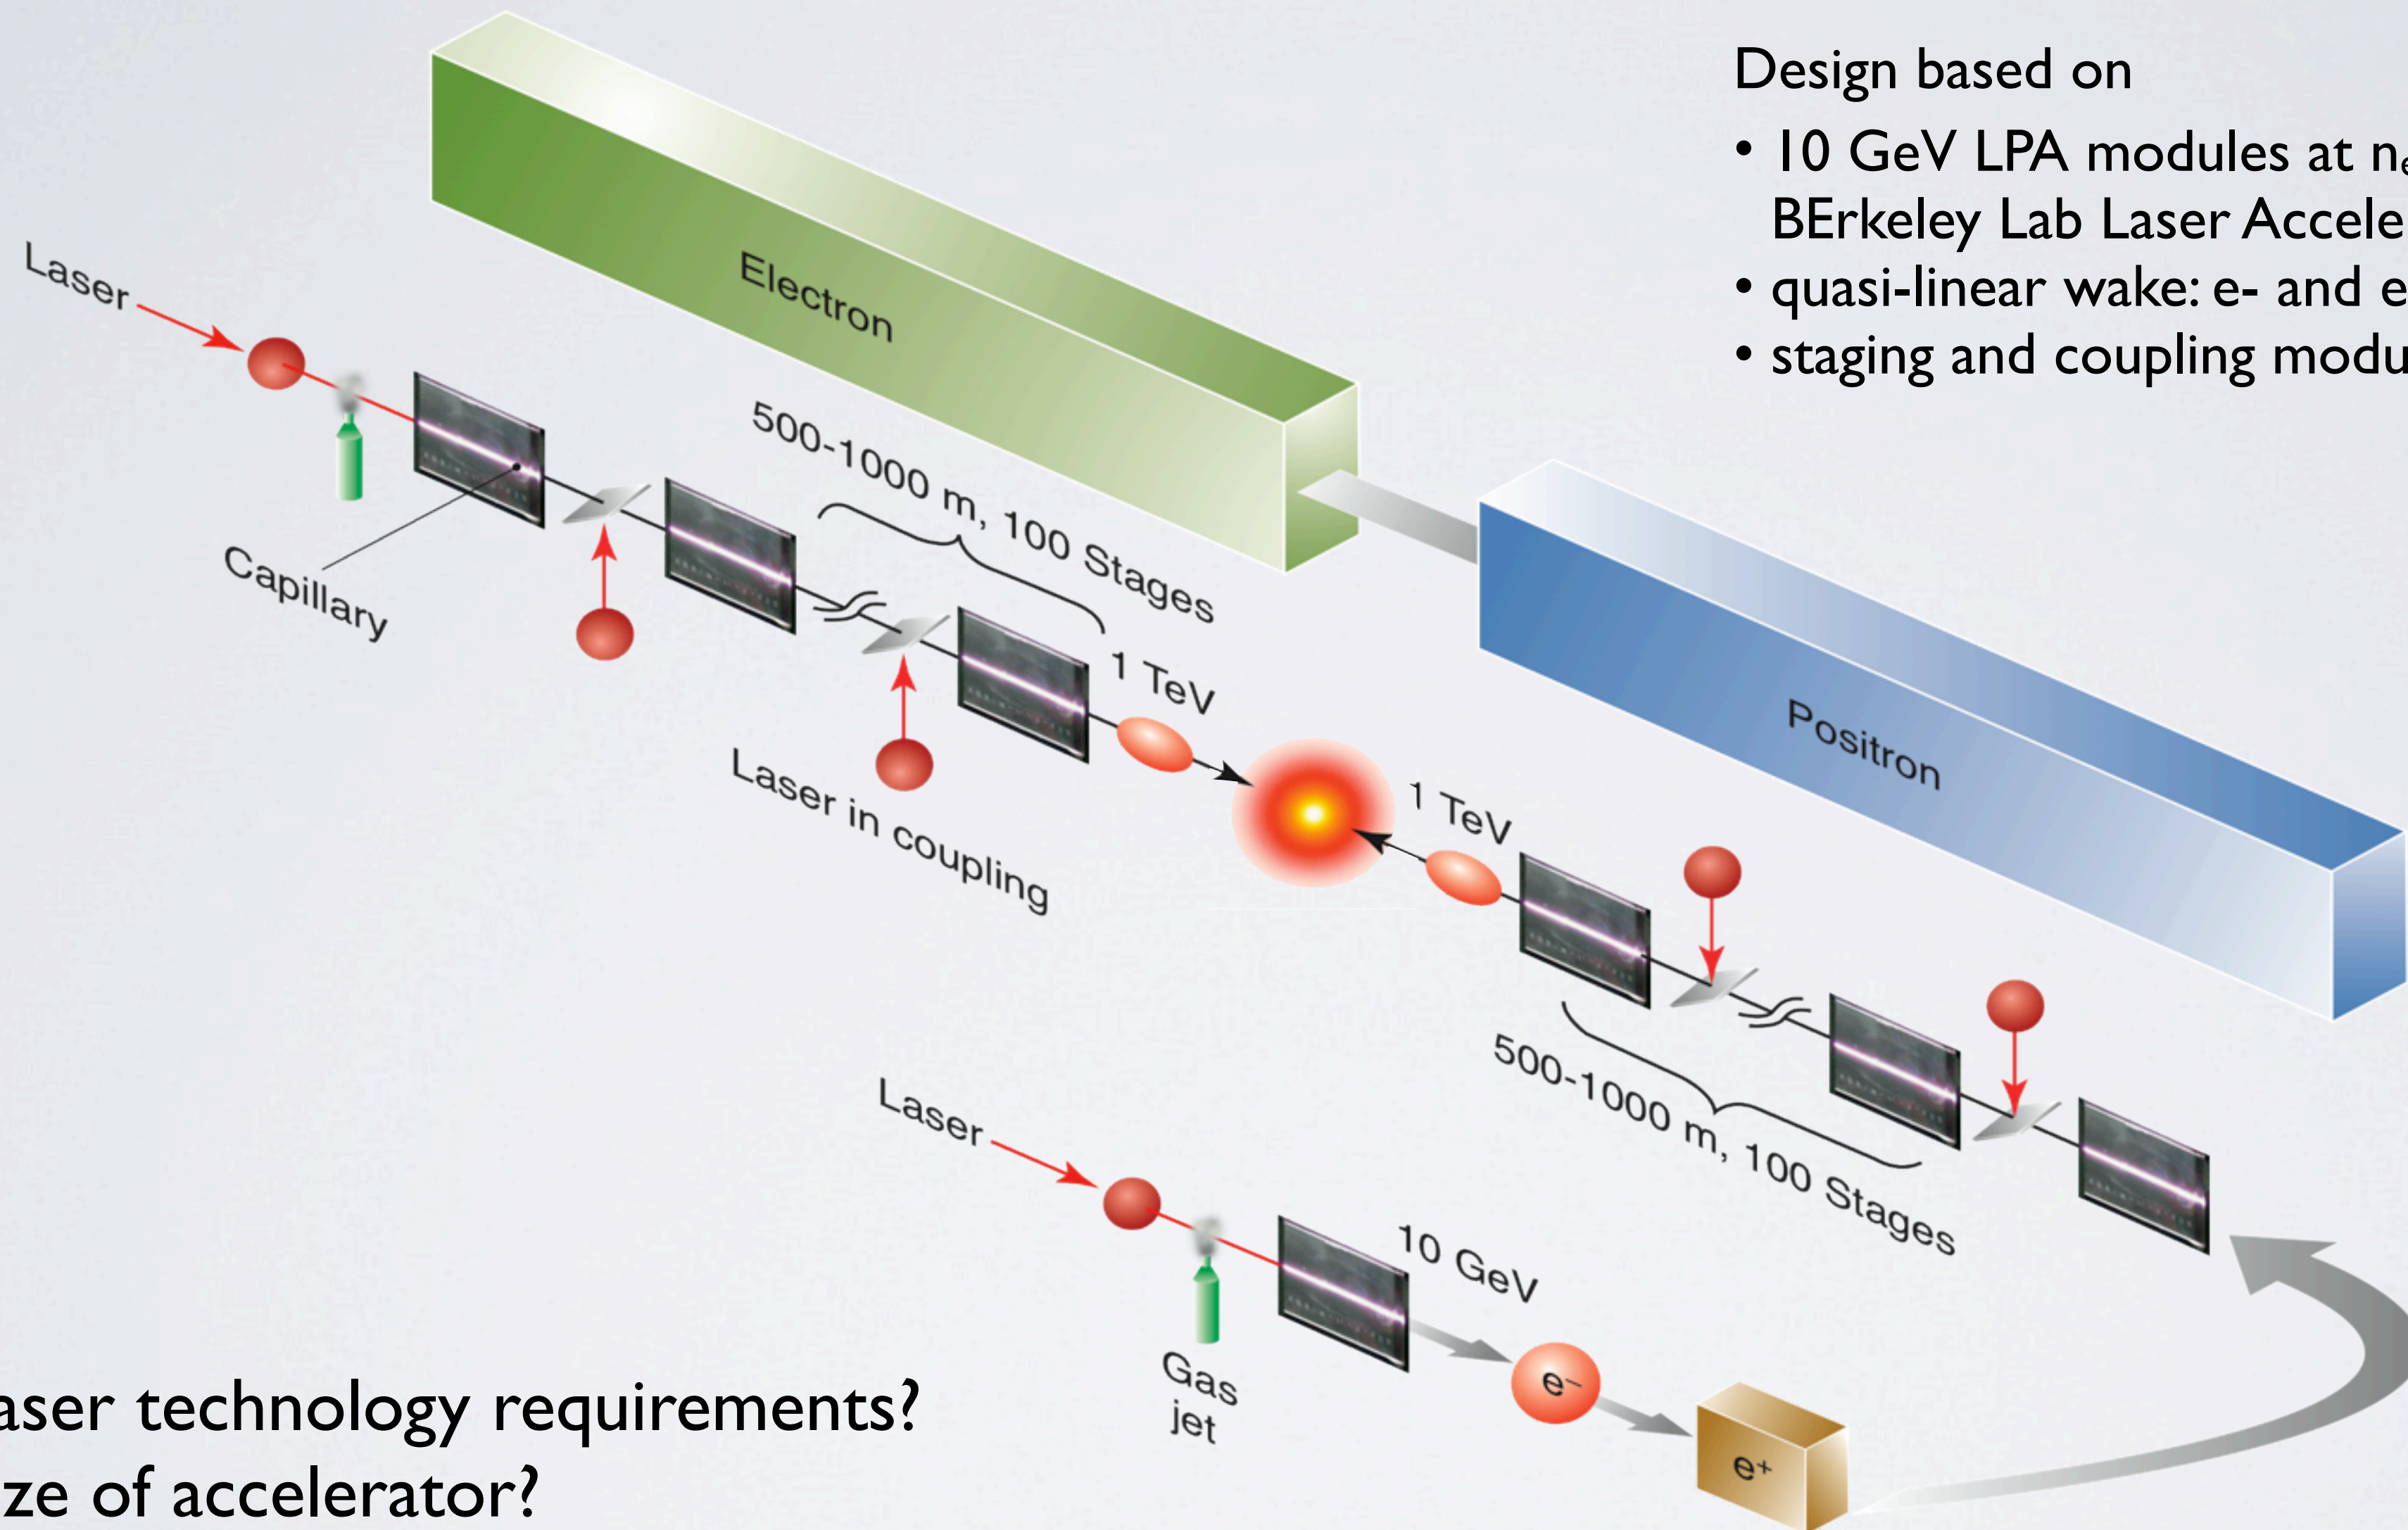 Design based on
• 10 GeV LPA modules at n
BErkeley Lab Laser Accele
• quasi-linear wake: e- and e
• staging and coupling modu
Electron
Laser
500-1000 m, 100 Stages
Capillary
1 TeV
Positron
Laser in coupling
1 TeV
500-1000 m, 100 Stages
Laser
10 GeV
Gas
jet
e–
e+
aser technology requirements?
ze of accelerator?